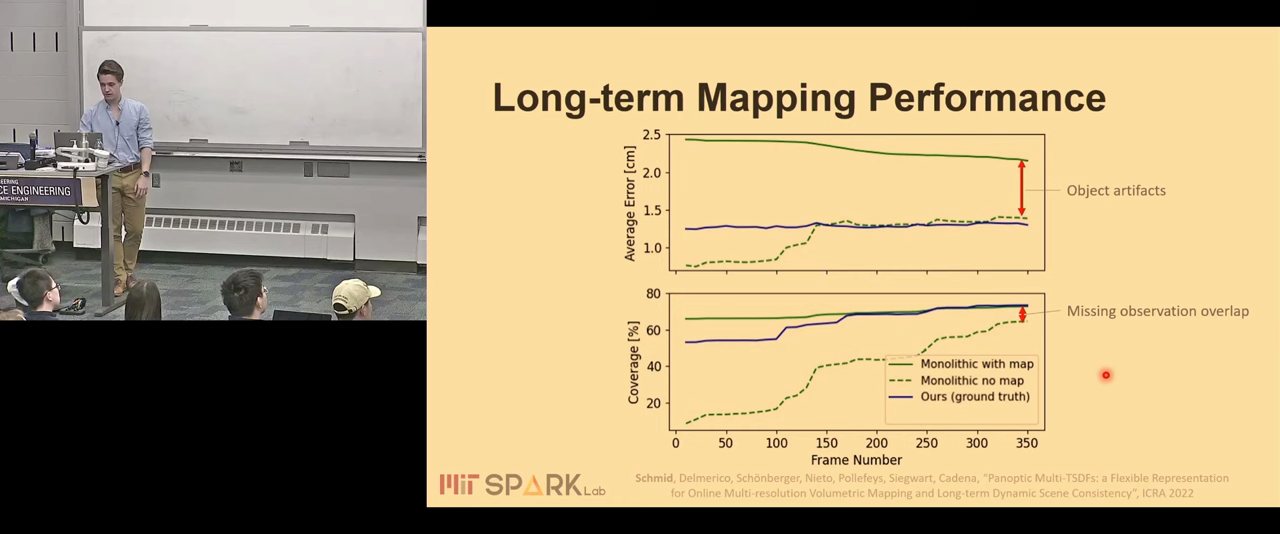 Long-term Mapping Performance
2.5
2.0
1.5
1.0
Average Error [cm]
Object artifacts
80
60
40
20
Coverage [%]
Missing observation overlap
Monolithic with map
Monolithic no map
Ours (ground truth)
0 50 100 150 200 250 300 350
Frame Number
MIT SPARK Lab
Schmid, Delmerico, Schönberger, Nieto, Pollefeys, Siegwart, Cadena, “Panoptic Multi-TSDFs: a Flexible Representation
for Online Multi-resolution Volumetric Mapping and Long-term Dynamic Scene Consistency”, ICRA 2022
CE ENGINEERING
MICHIGAN